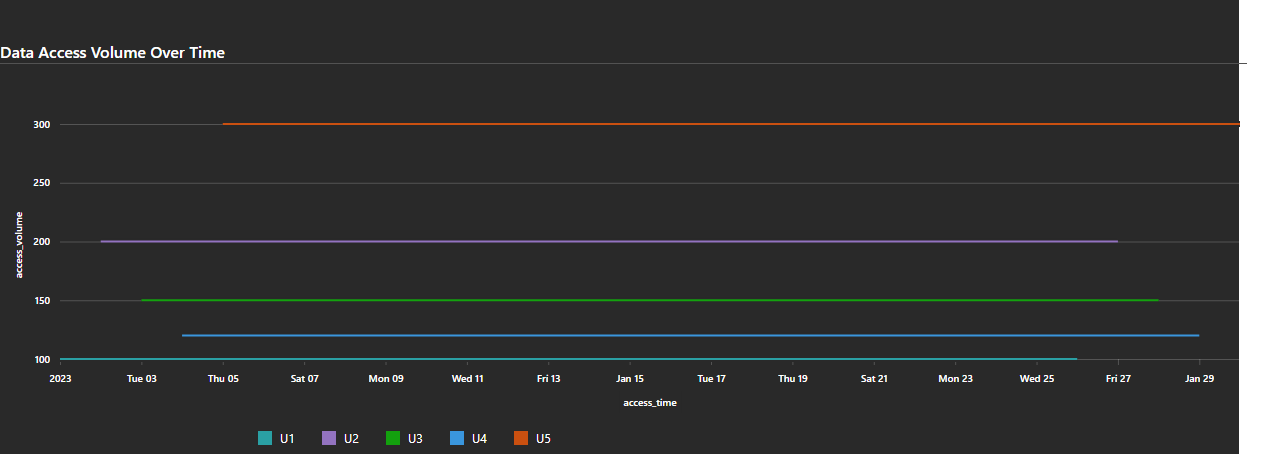 Data Access Volume Over Time
300
250
200
150
100
access_volume
2023 Tue 03 Thu 05 Sat 07 Mon 09 Wed 11 Fri 13 Jan 15 Tue 17 Thu 19 Sat 21 Mon 23 Wed 25 Fri 27 Jan 29
access_time
U1 U2 U3 U4 U5